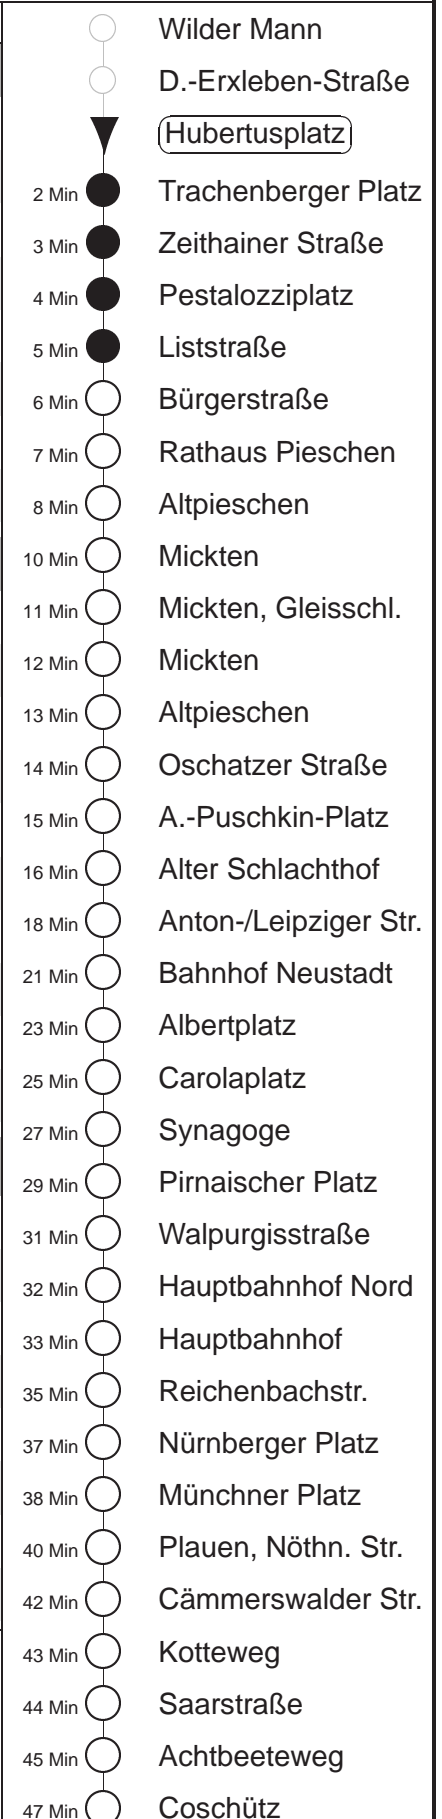 Wilder Mann
D.-Erxleben-Straße
Hubertusplatz
2 Min Trachenberger Platz
3 Min Zeithainer Straße
4 Min Pestalozziplatz
5 Min Liststraße
6 Min Bürgerstraße
7 Min Rathaus Pieschen
8 Min Altpieschen
10 Min Mickten
11 Min Mickten, Gleisschl.
12 Min Mickten
13 Min Altpieschen
14 Min Oschatzer Straße
15 Min A.-Puschkin-Platz
16 Min Alter Schlachthof
18 Min Anton-/Leipziger Str.
21 Min Bahnhof Neustadt
23 Min Albertplatz
25 Min Carolaplatz
27 Min Synagoge
29 Min Pirnaischer Platz
31 Min Walpurgisstraße
32 Min Hauptbahnhof Nord
33 Min Hauptbahnhof
35 Min Reichenbachstr.
37 Min Nürnberger Platz
38 Min Münchner Platz
40 Min Plauen, Nöthn. Str.
42 Min Cämmerswalder Str.
43 Min Kotteweg
44 Min Saarstraße
45 Min Achtbeeteweg
47 Min Coschütz